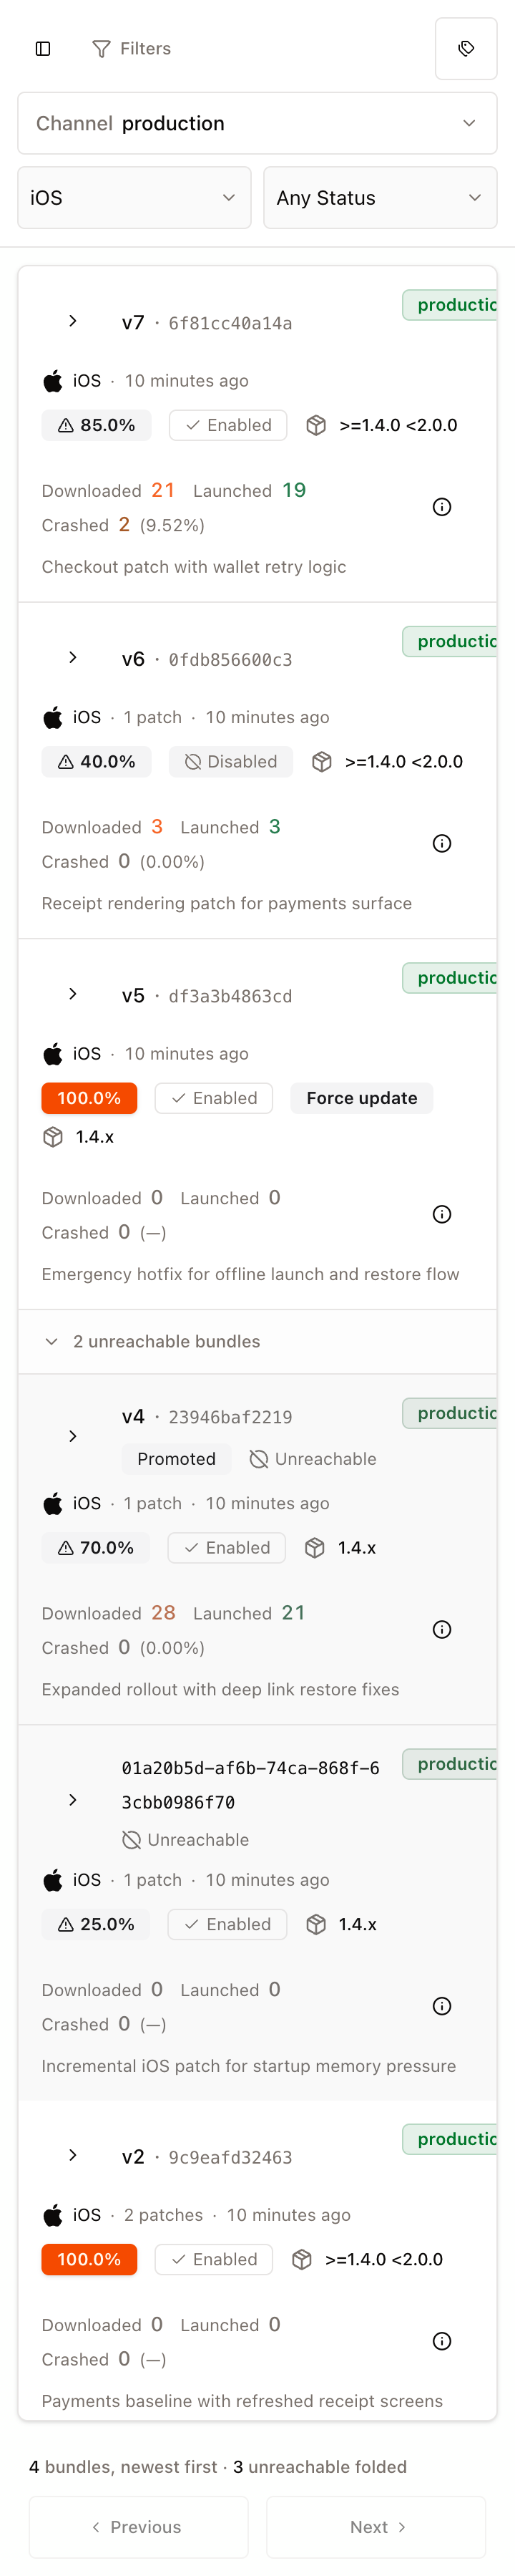 Filters
Channel production
iOS
Any Status
productic
v7 · 6f81cc40a14a
iOS · 10 minutes ago
85.0% Enabled >=1.4.0 <2.0.0
Downloaded 21 Launched 19
Crashed 2 (9.52%)
Checkout patch with wallet retry logic
productic
v6 · 0fdb856600c3
iOS · 1 patch · 10 minutes ago
40.0% Disabled >=1.4.0 <2.0.0
Downloaded 3 Launched 3
Crashed 0 (0.00%)
Receipt rendering patch for payments surface
productic
v5 · df3a3b4863cd
iOS · 10 minutes ago
100.0% Enabled Force update
1.4.x
Downloaded 0 Launched 0
Crashed 0 (—)
Emergency hotfix for offline launch and restore flow
2 unreachable bundles
productic
v4 · 23946baf2219
Promoted Unreachable
iOS · 1 patch · 10 minutes ago
70.0% Enabled 1.4.x
Downloaded 28 Launched 21
Crashed 0 (0.00%)
Expanded rollout with deep link restore fixes
productic
01a20b5d-af6b-74ca-868f-6
3cbb0986f70
Unreachable
iOS · 1 patch · 10 minutes ago
25.0% Enabled 1.4.x
Downloaded 0 Launched 0
Crashed 0 (—)
Incremental iOS patch for startup memory pressure
productic
v2 · 9c9eafd32463
iOS · 2 patches · 10 minutes ago
100.0% Enabled >=1.4.0 <2.0.0
Downloaded 0 Launched 0
Crashed 0 (—)
Payments baseline with refreshed receipt screens
4 bundles, newest first · 3 unreachable folded
Previous
Next